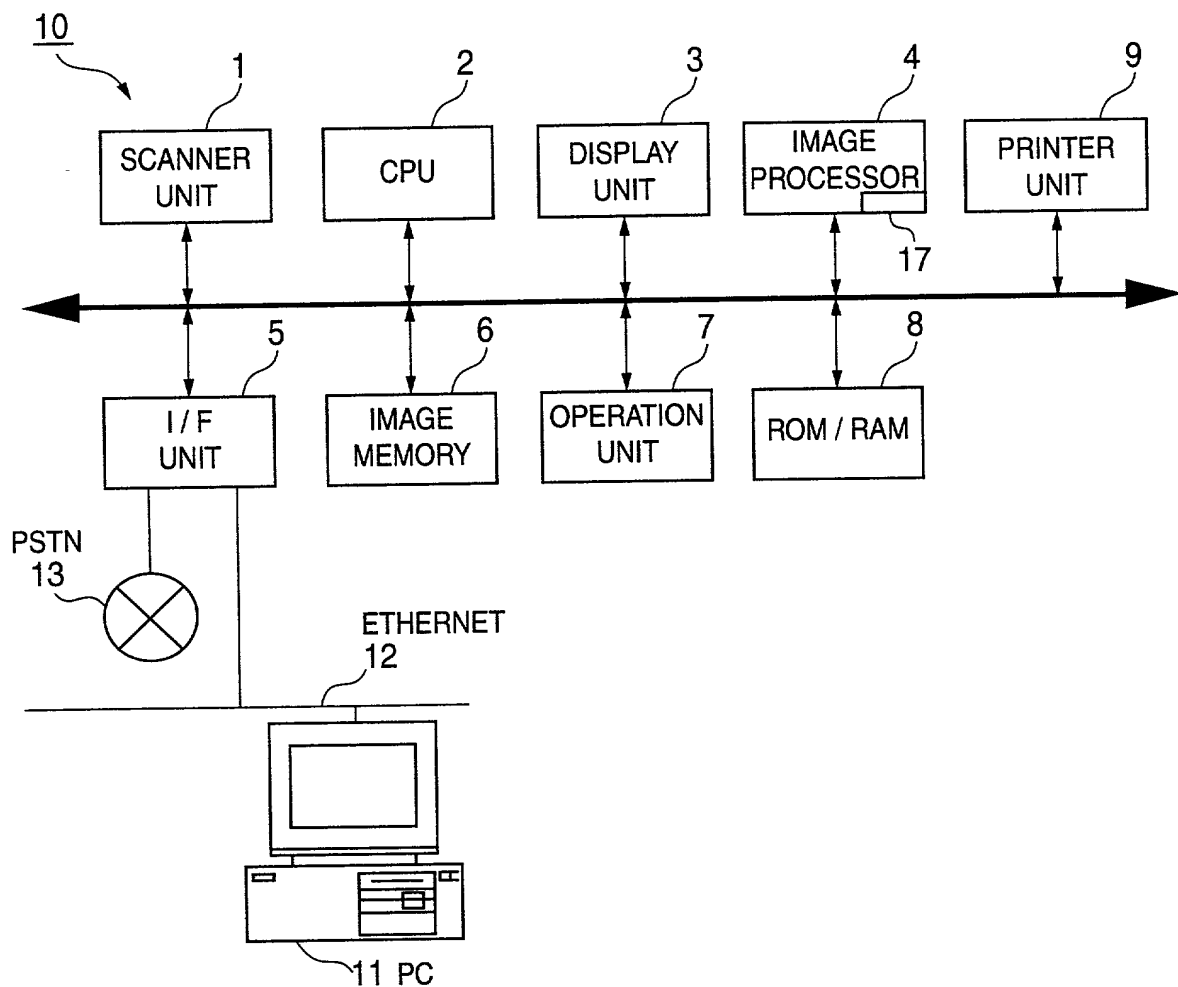 10
1
2
3
4
9
SCANNER
UNIT
CPU
DISPLAY
UNIT
IMAGE
PROCESSOR
PRINTER
UNIT
17
5
6
7
8
I / F
UNIT
IMAGE
MEMORY
OPERATION
UNIT
ROM / RAM
PSTN
13
ETHERNET
12
11 PC